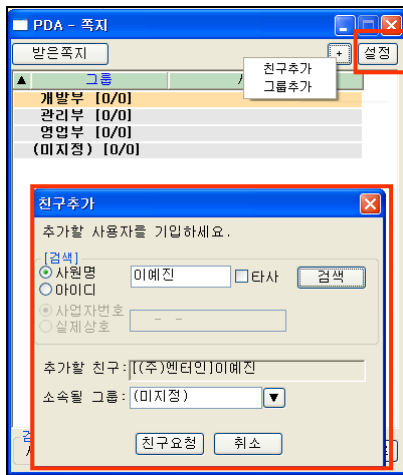 PDA - 쪽지
받은쪽지 + 설정
▲ 그룹
친구추가
그룹추가
개발부 [0/0]
관리부 [0/0]
영업부 [0/0]
(미지정) [0/0]
친구추가
추가할 사용자를 기입하세요.
[검색]
사원명 이예진 타사 검색
아이디
사업자번호 - -
실제상호
추가할 친구: [(주)엔터인]이예진
소속될 그룹: (미지정) ▼
친구요청 취소